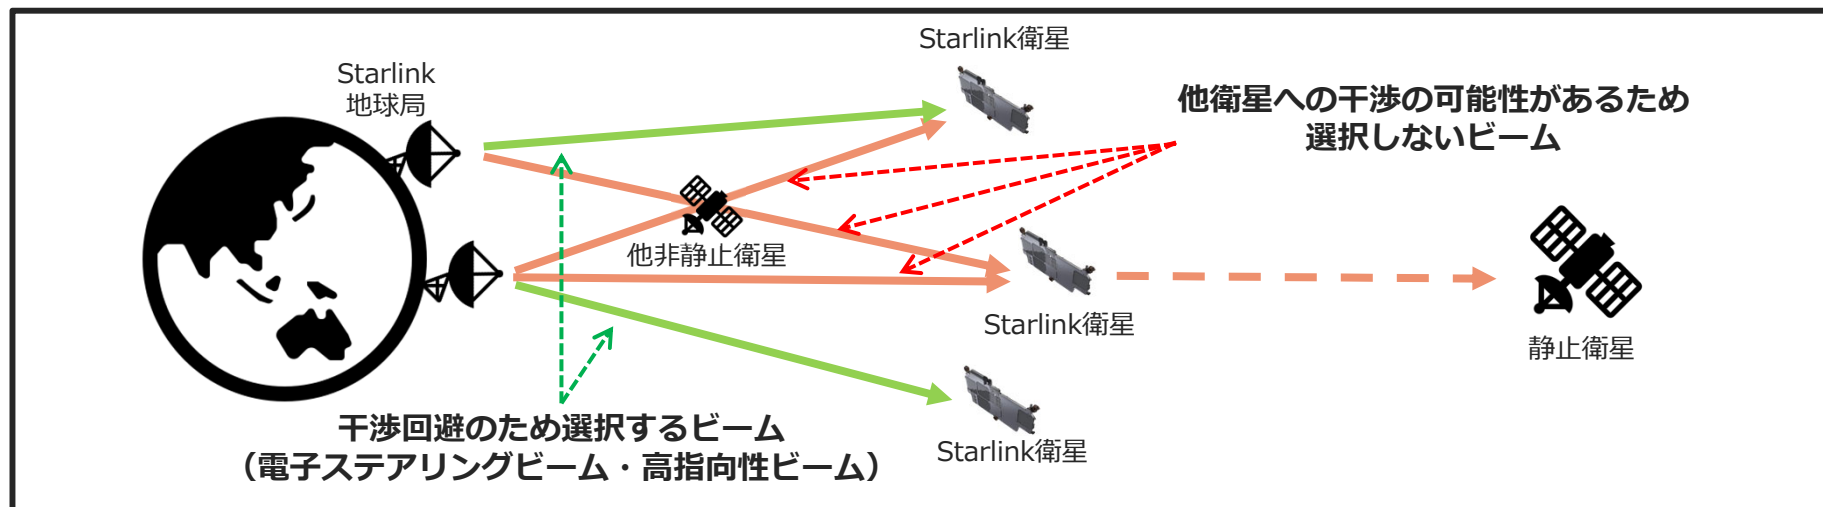 Starlink衛星
Starlink
地球局
他衛星への干渉の可能性があるため
選択しないビーム
他非静止衛星
Starlink衛星
静止衛星
干渉回避のため選択するビーム
（電子ステアリングビーム・高指向性ビーム）
Starlink衛星